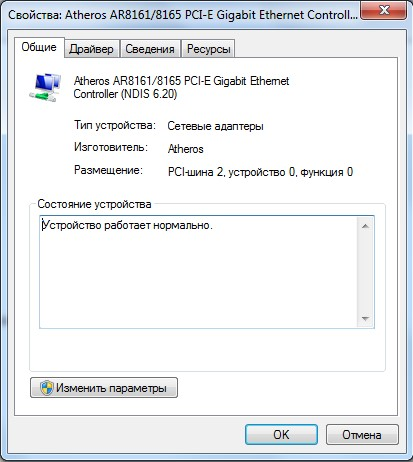 Свойства: Atheros AR8161/8165 PCI-E Gigabit Ethernet Controll...
Общие Драйвер Сведения Ресурсы
Atheros AR8161/8165 PCI-E Gigabit Ethernet
Controller (NDIS 6.20)
Тип устройства: Сетевые адаптеры
Изготовитель: Atheros
Размещение: PCI-шина 2, устройство 0, функция 0
Состояние устройства
Устройство работает нормально.
Изменить параметры
OK Отмена